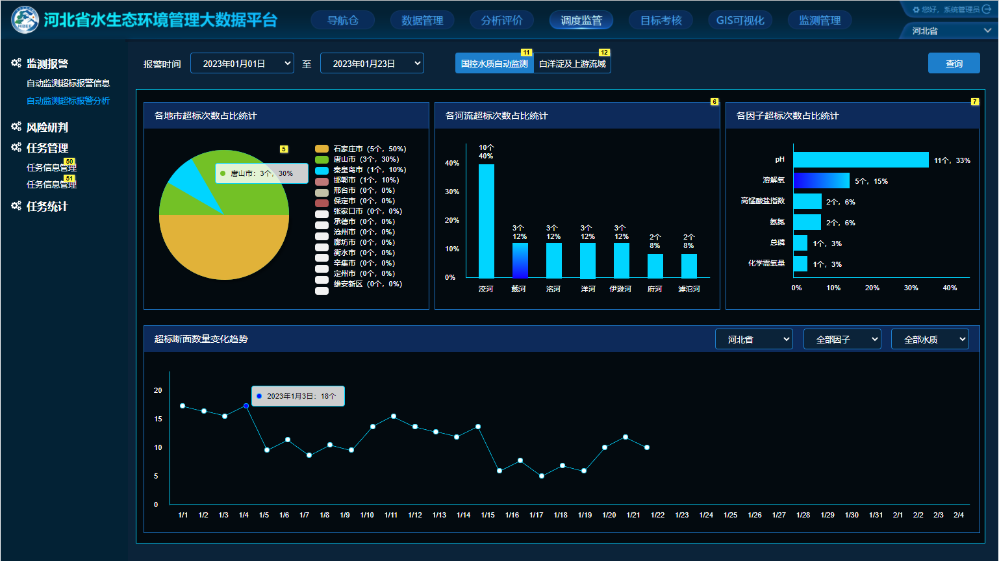 河北省水生态环境管理大数据平台
导航仓
数据管理
分析评价
调度监管
目标考核
GIS可视化
监测管理
您好，系统管理员
河北省
监测报警
自动监测超标报警信息
自动监测超标报警分析
风险研判
任务管理
50
任务信息管理
51
任务信息管理
任务统计
报警时间
2023年01月01日
至
2023年01月23日
11
12
国控水质自动监测
白洋淀及上游流域
查询
各地市超标次数占比统计
5
唐山市：3个，30%
石家庄市（5个，50%）
唐山市（3个，30%）
秦皇岛市（1个，10%）
邯郸市（1个，10%）
邢台市（0个，0%）
保定市（0个，0%）
张家口市（0个，0%）
承德市（0个，0%）
沧州市（0个，0%）
廊坊市（0个，0%）
衡水市（0个，0%）
辛集市（0个，0%）
定州市（0个，0%）
雄安新区（0个，0%）
6
各河流超标次数占比统计
40%
30%
20%
10%
0%
10个
40%
3个
12%
3个
12%
3个
12%
3个
12%
2个
8%
2个
8%
洨河
戴河
洺河
洋河
伊逊河
府河
滹沱河
7
各因子超标次数占比统计
pH
11个，33%
溶解氧
5个，15%
高锰酸盐指数
2个，6%
氨氮
2个，6%
总磷
1个，3%
化学需氧量
1个，3%
0%
10%
20%
30%
40%
超标断面数量变化趋势
河北省
全部因子
全部水质
2023年1月3日：18个
20
15
10
5
0
1/1
1/2
1/3
1/4
1/5
1/6
1/7
1/8
1/9
1/10
1/11
1/12
1/13
1/14
1/15
1/16
1/17
1/18
1/19
1/20
1/21
1/22
1/23
1/24
1/25
1/26
1/27
1/28
1/29
1/30
1/31
2/1
2/2
2/3
2/4